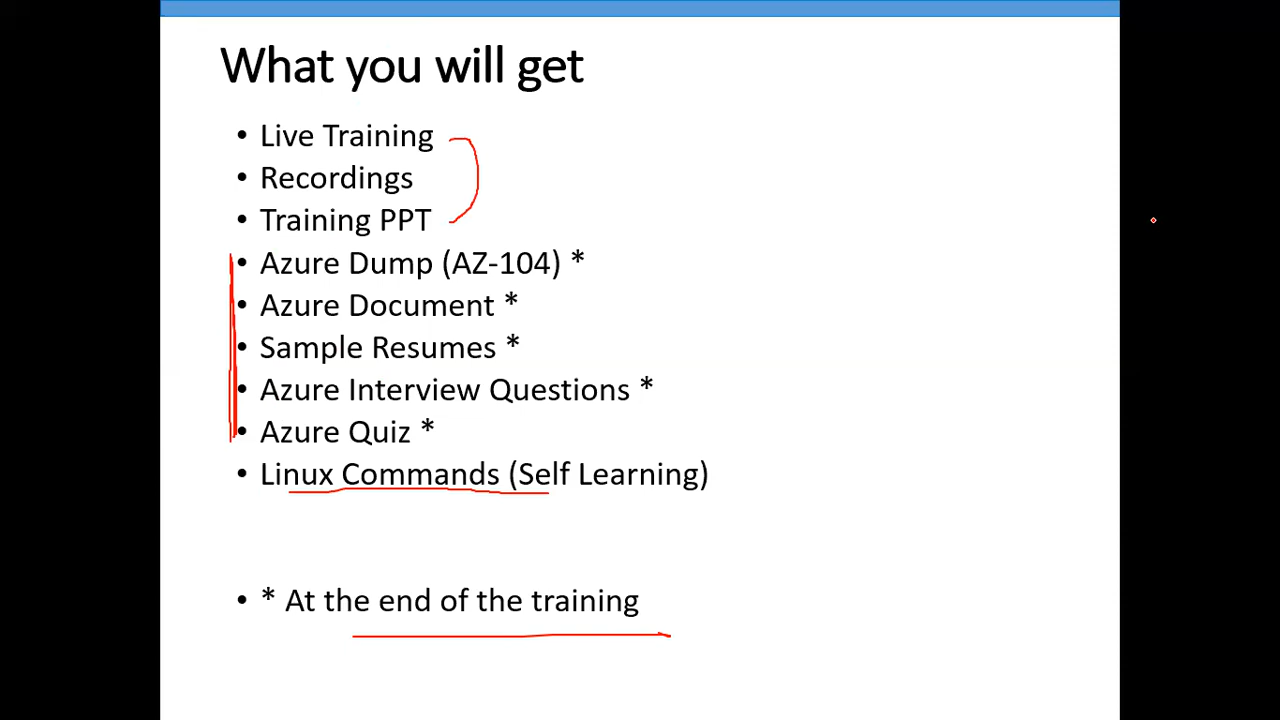 What you will get
• Live Training
• Recordings
• Training PPT
• Azure Dump (AZ-104) *
• Azure Document *
• Sample Resumes *
• Azure Interview Questions *
• Azure Quiz *
• Linux Commands (Self Learning)
• * At the end of the training